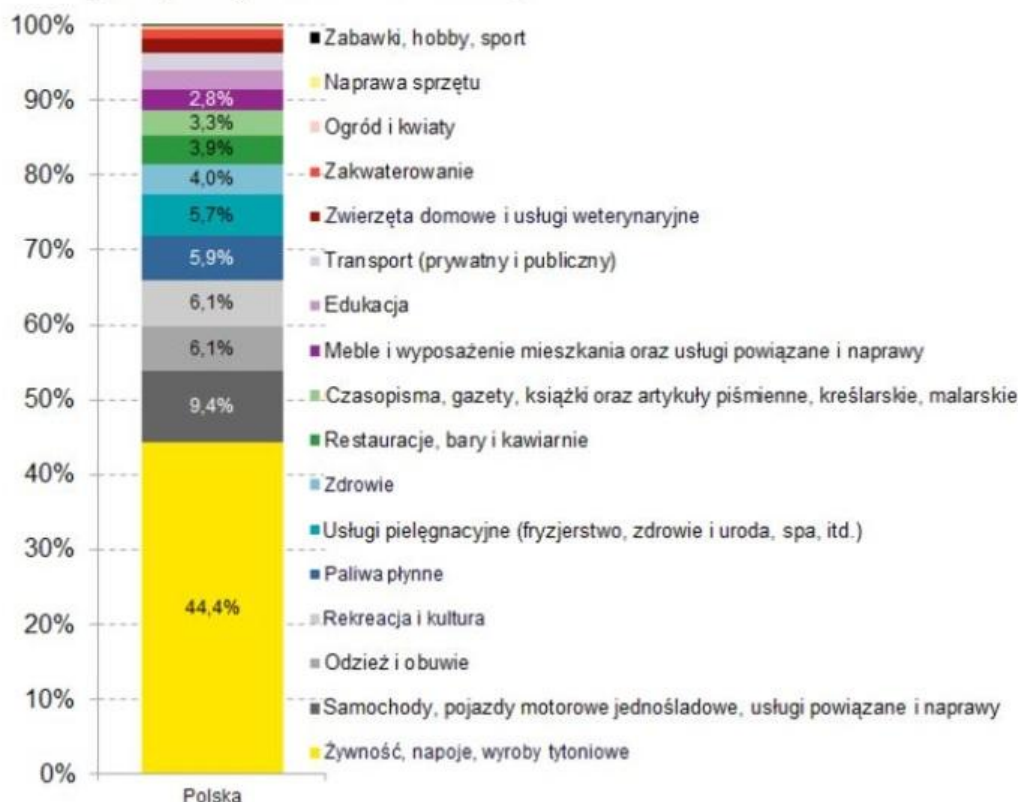 100%
90%
80%
70%
60%
50%
40%
30%
20%
10%
0%
2,8%
3,3%
3,9%
4,0%
5,7%
5,9%
6,1%
6,1%
9,4%
44,4%
Polska
Zabawki, hobby, sport
Naprawa sprzętu
Ogród i kwiaty
Zakwaterowanie
Zwierzęta domowe i usługi weterynaryjne
Transport (prywatny i publiczny)
Edukacja
Meble i wyposażenie mieszkania oraz usługi powiązane i naprawy
Czasopisma, gazety, książki oraz artykuły piśmienne, kreślarskie, malarskie
Restauracje, bary i kawiarnie
Zdrowie
Usługi pielęgnacyjne (fryzjerstwo, zdrowie i uroda, spa, itd.)
Paliwa płynne
Rekreacja i kultura
Odzież i obuwie
Samochody, pojazdy motorowe jednośladowe, usługi powiązane i naprawy
Żywność, napoje, wyroby tytoniowe